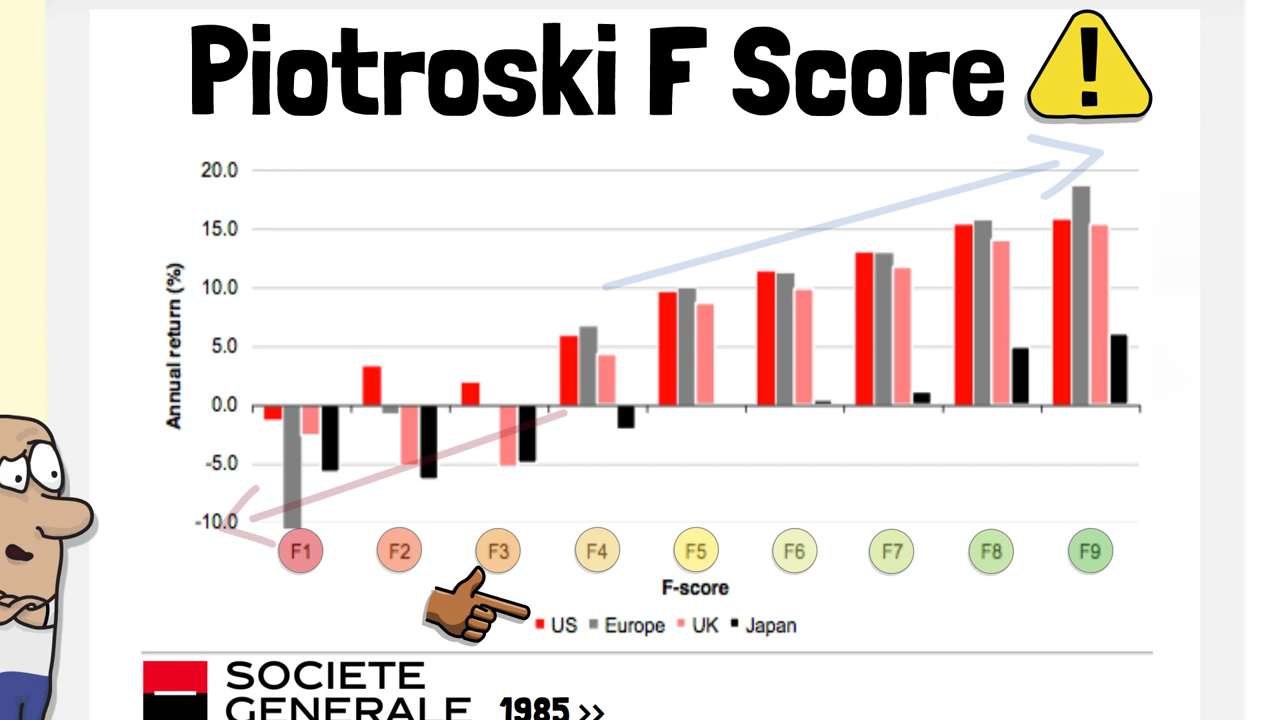 Piotroski F Score
!
20.0
15.0
10.0
5.0
0.0
-5.0
-10.0
Annual return (%)
F1 F2 F3 F4 F5 F6 F7 F8 F9
F-score
US Europe UK Japan
SOCIETE
GENERALE 1985 >>